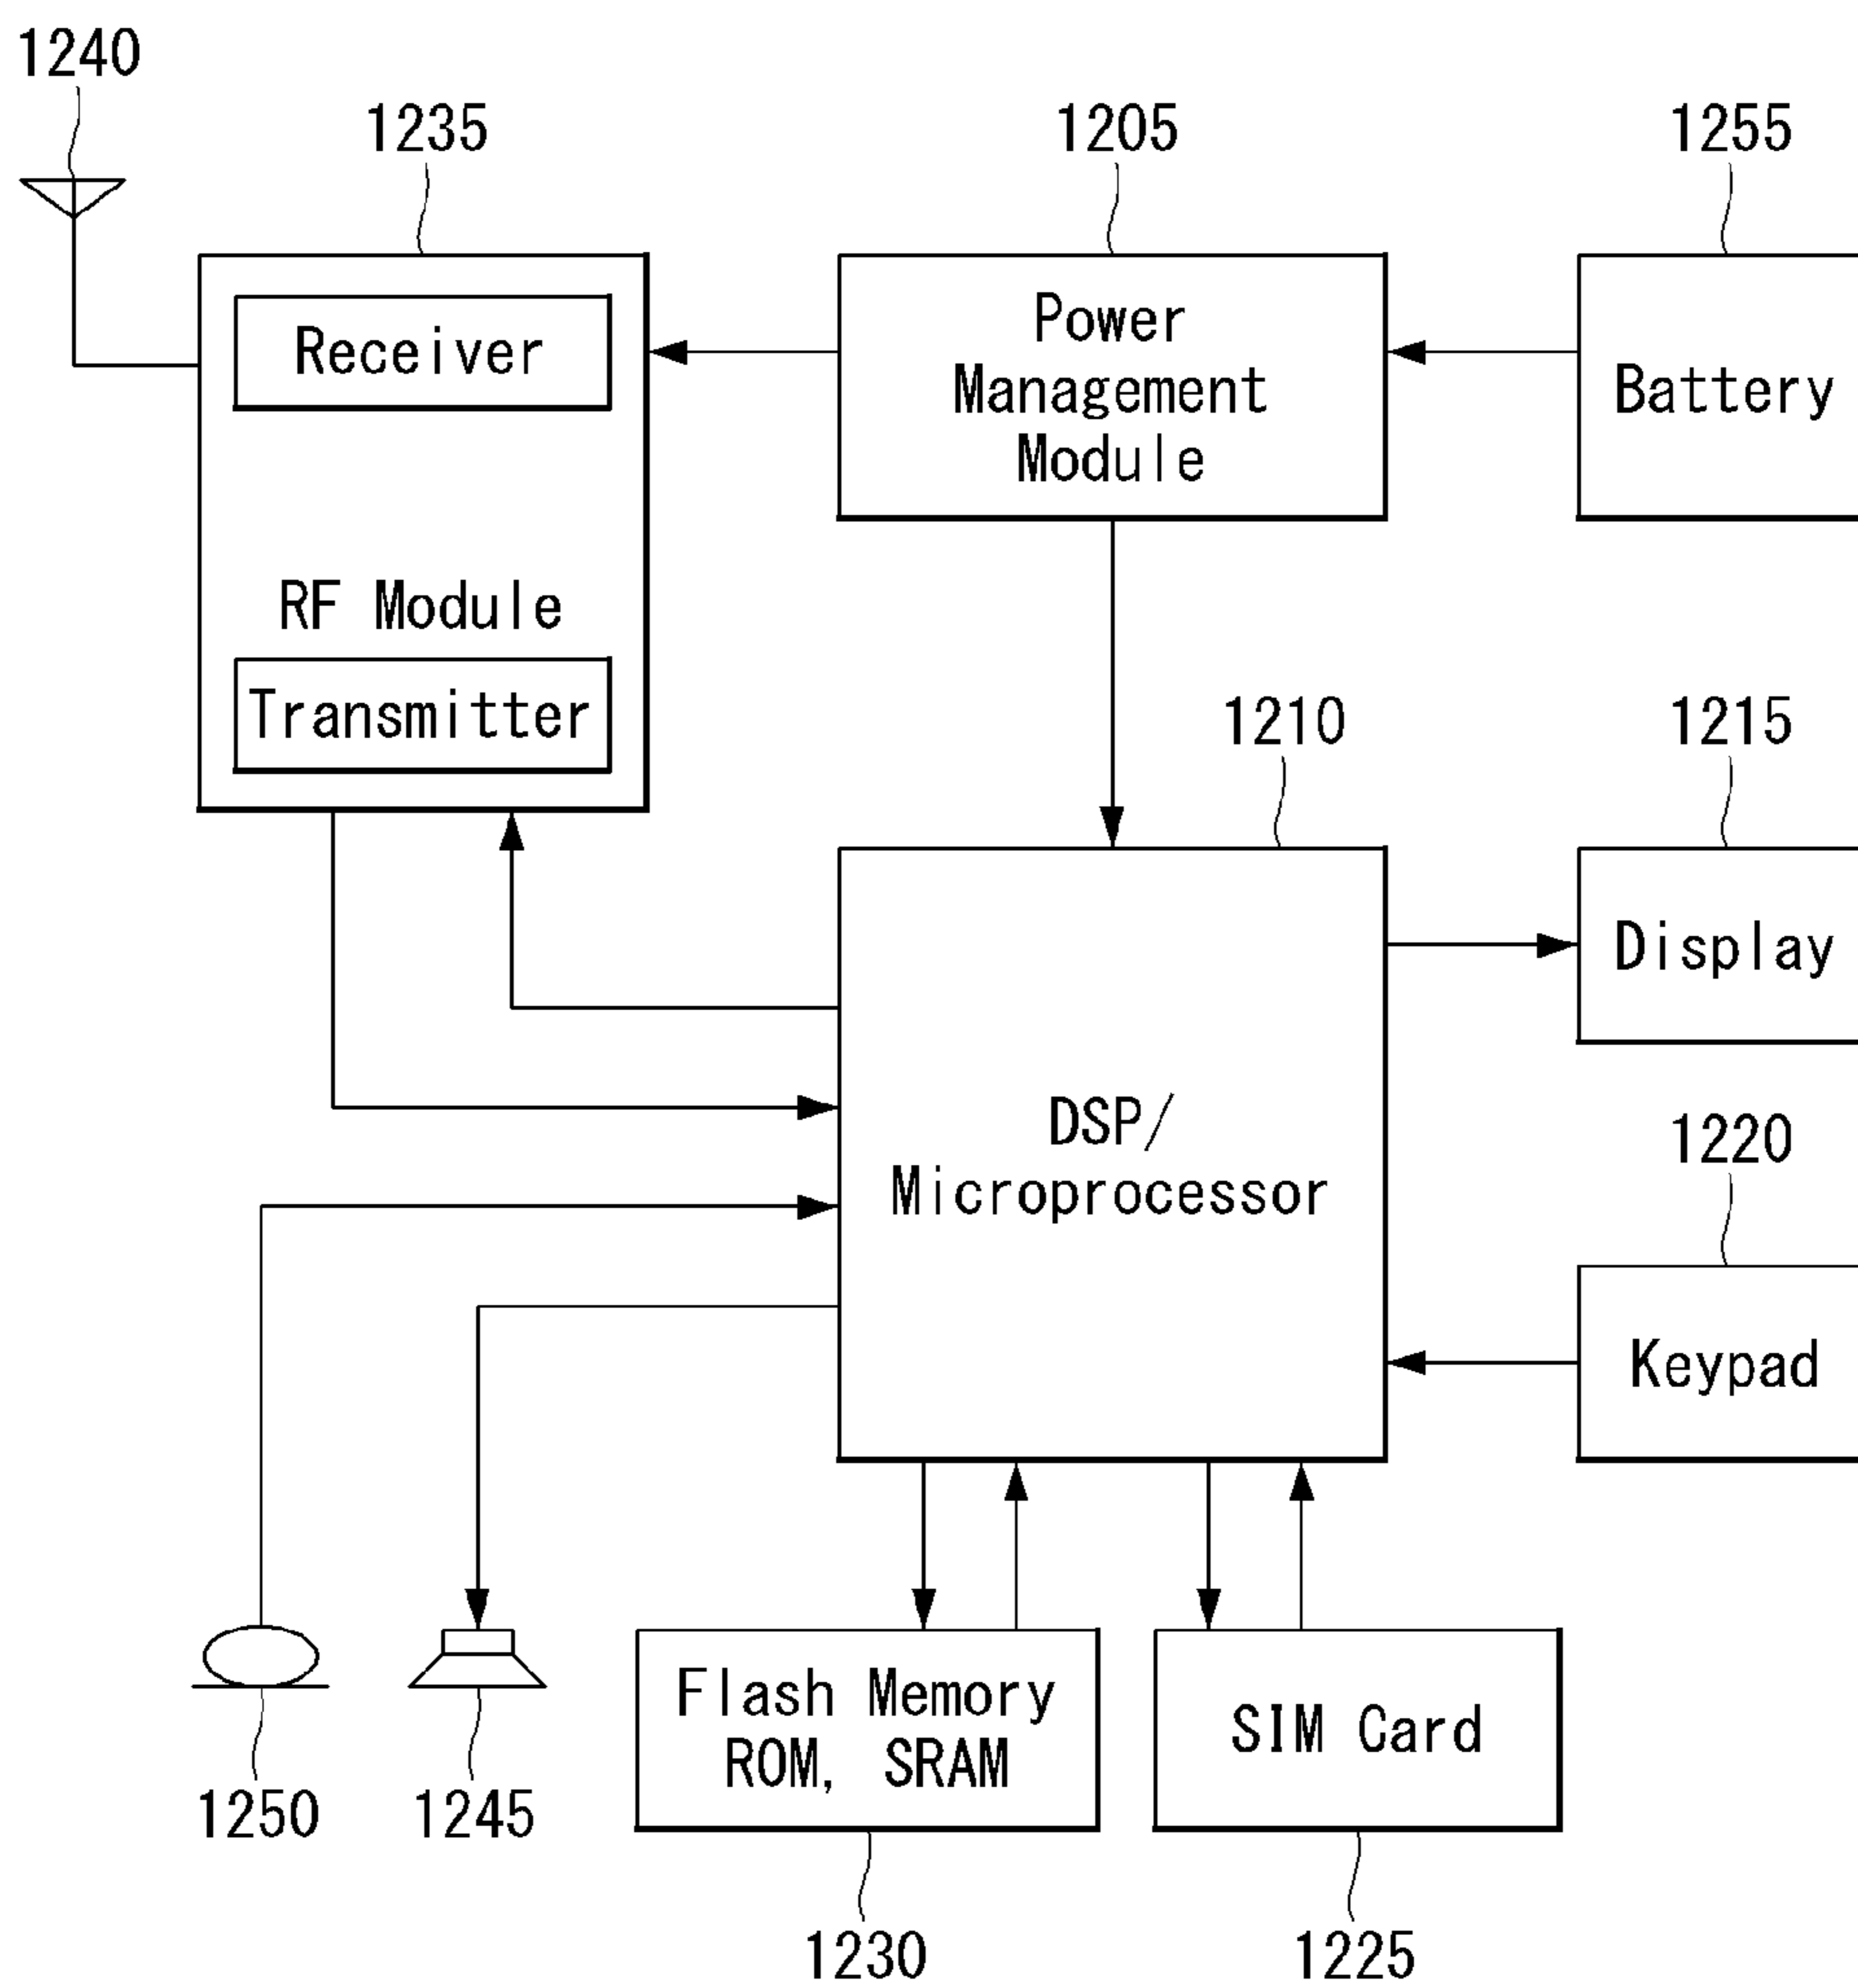 1240
1235
1205
1255
Receiver
RF Module
Transmitter
Power
Management
Module
Battery
1210
1215
DSP/
Microprocessor
Display
1220
Keypad
1250
1245
Flash Memory
ROM, SRAM
SIM Card
1230
1225